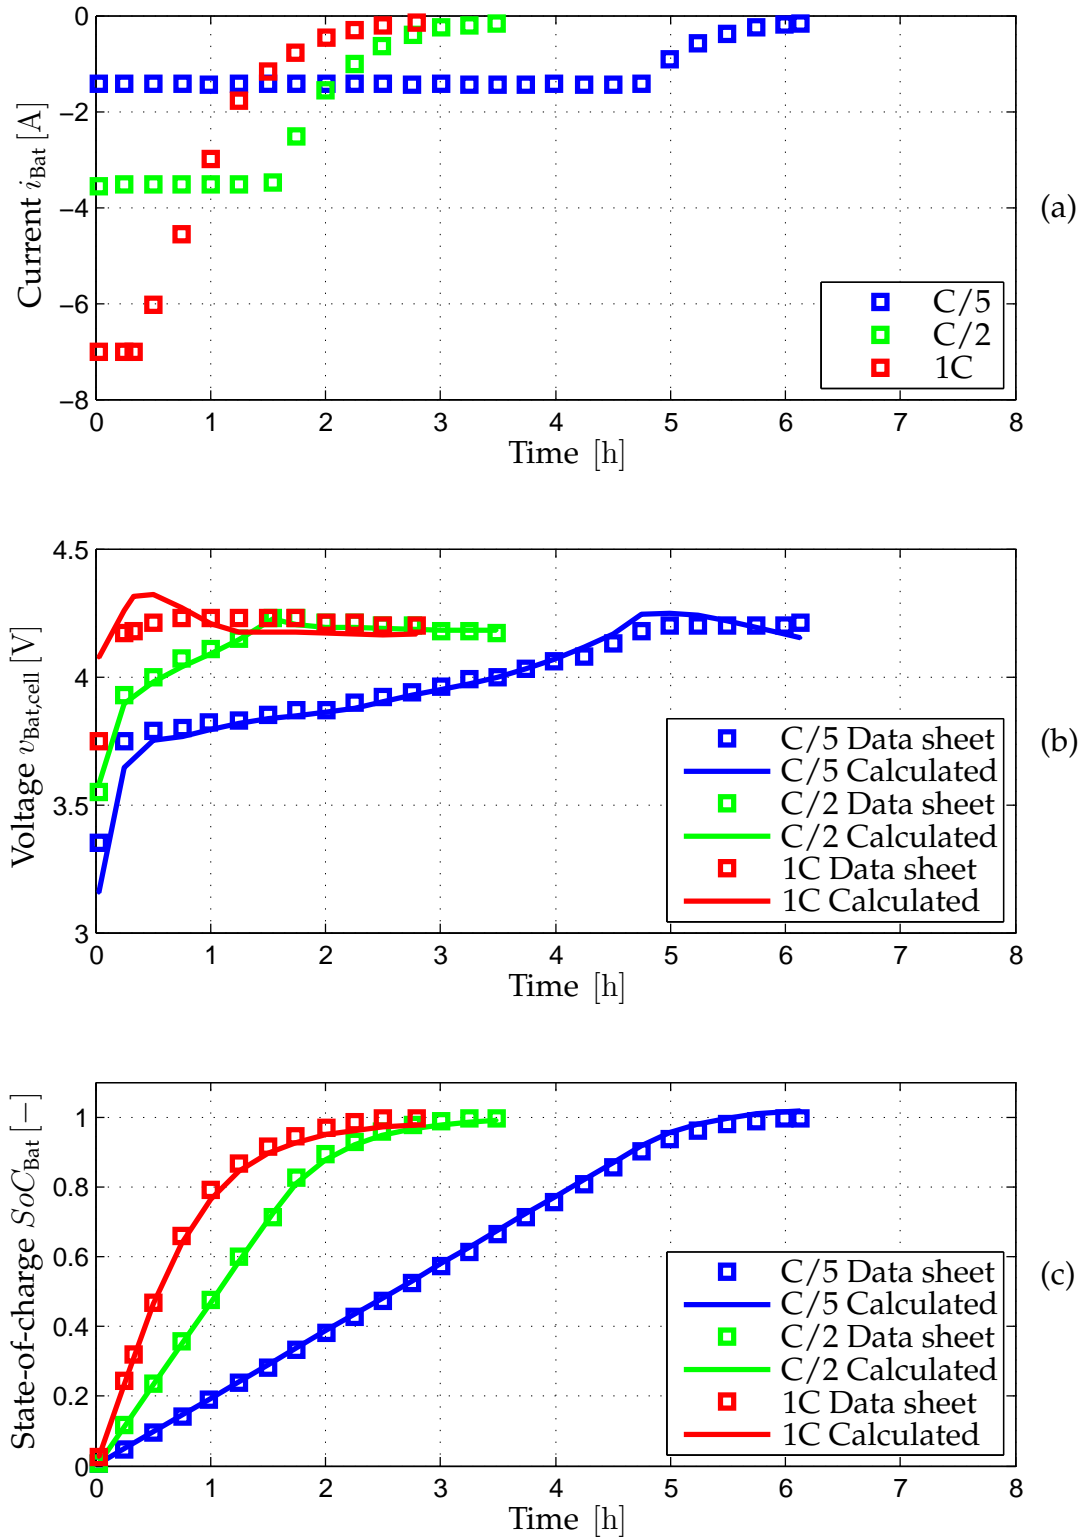 0
−2
−4
−6
−8
Current i_Bat [A]
C/5
C/2
1C
(a)
0 1 2 3 4 5 6 7 8
Time [h]
4.5
4
3.5
3
Voltage v_Bat,cell [V]
C/5 Data sheet
C/5 Calculated
C/2 Data sheet
C/2 Calculated
1C Data sheet
1C Calculated
(b)
0 1 2 3 4 5 6 7 8
Time [h]
1
0.8
0.6
0.4
0.2
0
State-of-charge SoC_Bat [−]
C/5 Data sheet
C/5 Calculated
C/2 Data sheet
C/2 Calculated
1C Data sheet
1C Calculated
(c)
0 1 2 3 4 5 6 7 8
Time [h]